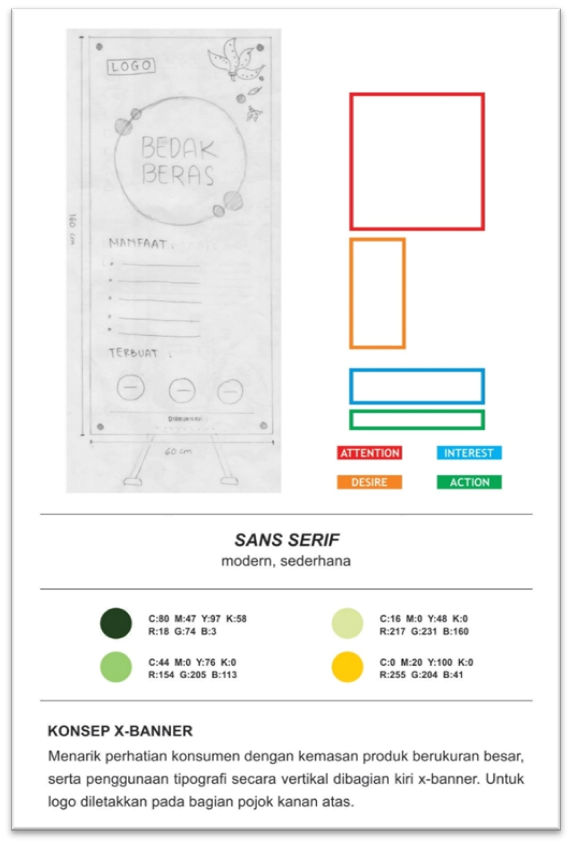 LOGO
BEDAK
BERAS
MANFAAT :
TERBUAT :
160 cm
60 cm
ATTENTION
INTEREST
DESIRE
ACTION
SANS SERIF
modern, sederhana
C:80 M:47 Y:97 K:58
R:18 G:74 B:3
C:16 M:0 Y:48 K:0
R:217 G:231 B:160
C:44 M:0 Y:76 K:0
R:154 G:205 B:113
C:0 M:20 Y:100 K:0
R:255 G:204 B:41
KONSEP X-BANNER
Menarik perhatian konsumen dengan kemasan produk berukuran besar,
serta penggunaan tipografi secara vertikal dibagian kiri x-banner. Untuk
logo diletakkan pada bagian pojok kanan atas.